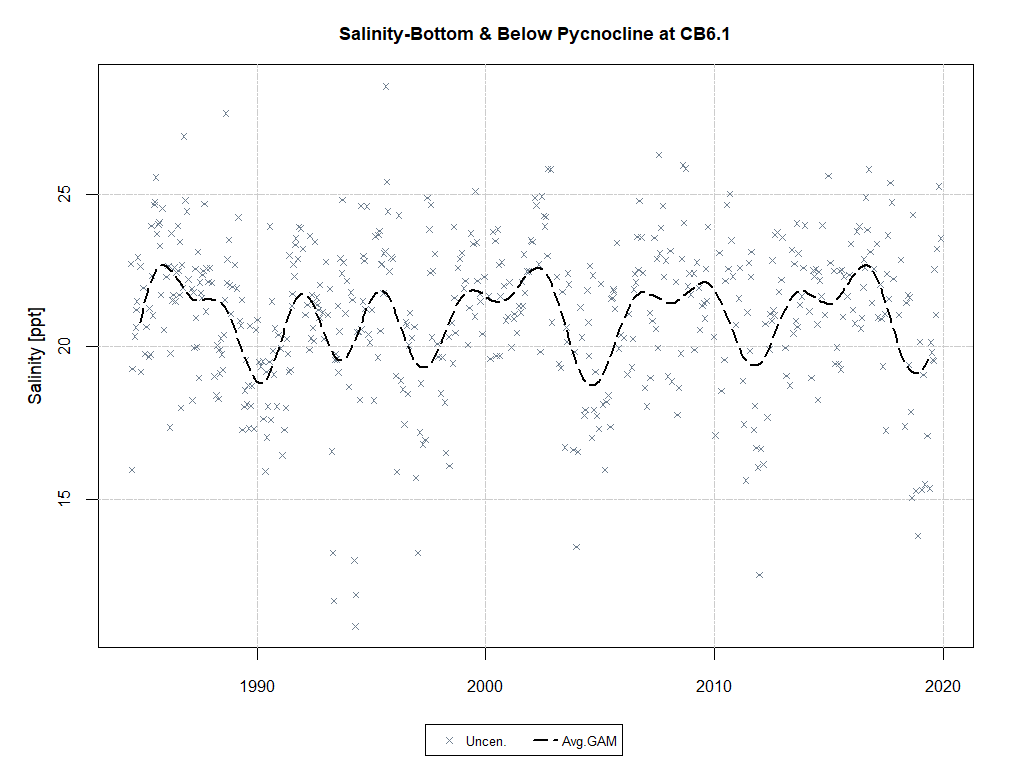 Salinity-Bottom & Below Pycnocline at CB6.1
Salinity [ppt]
25
20
15
1990
2000
2010
2020
Uncen.
Avg.GAM